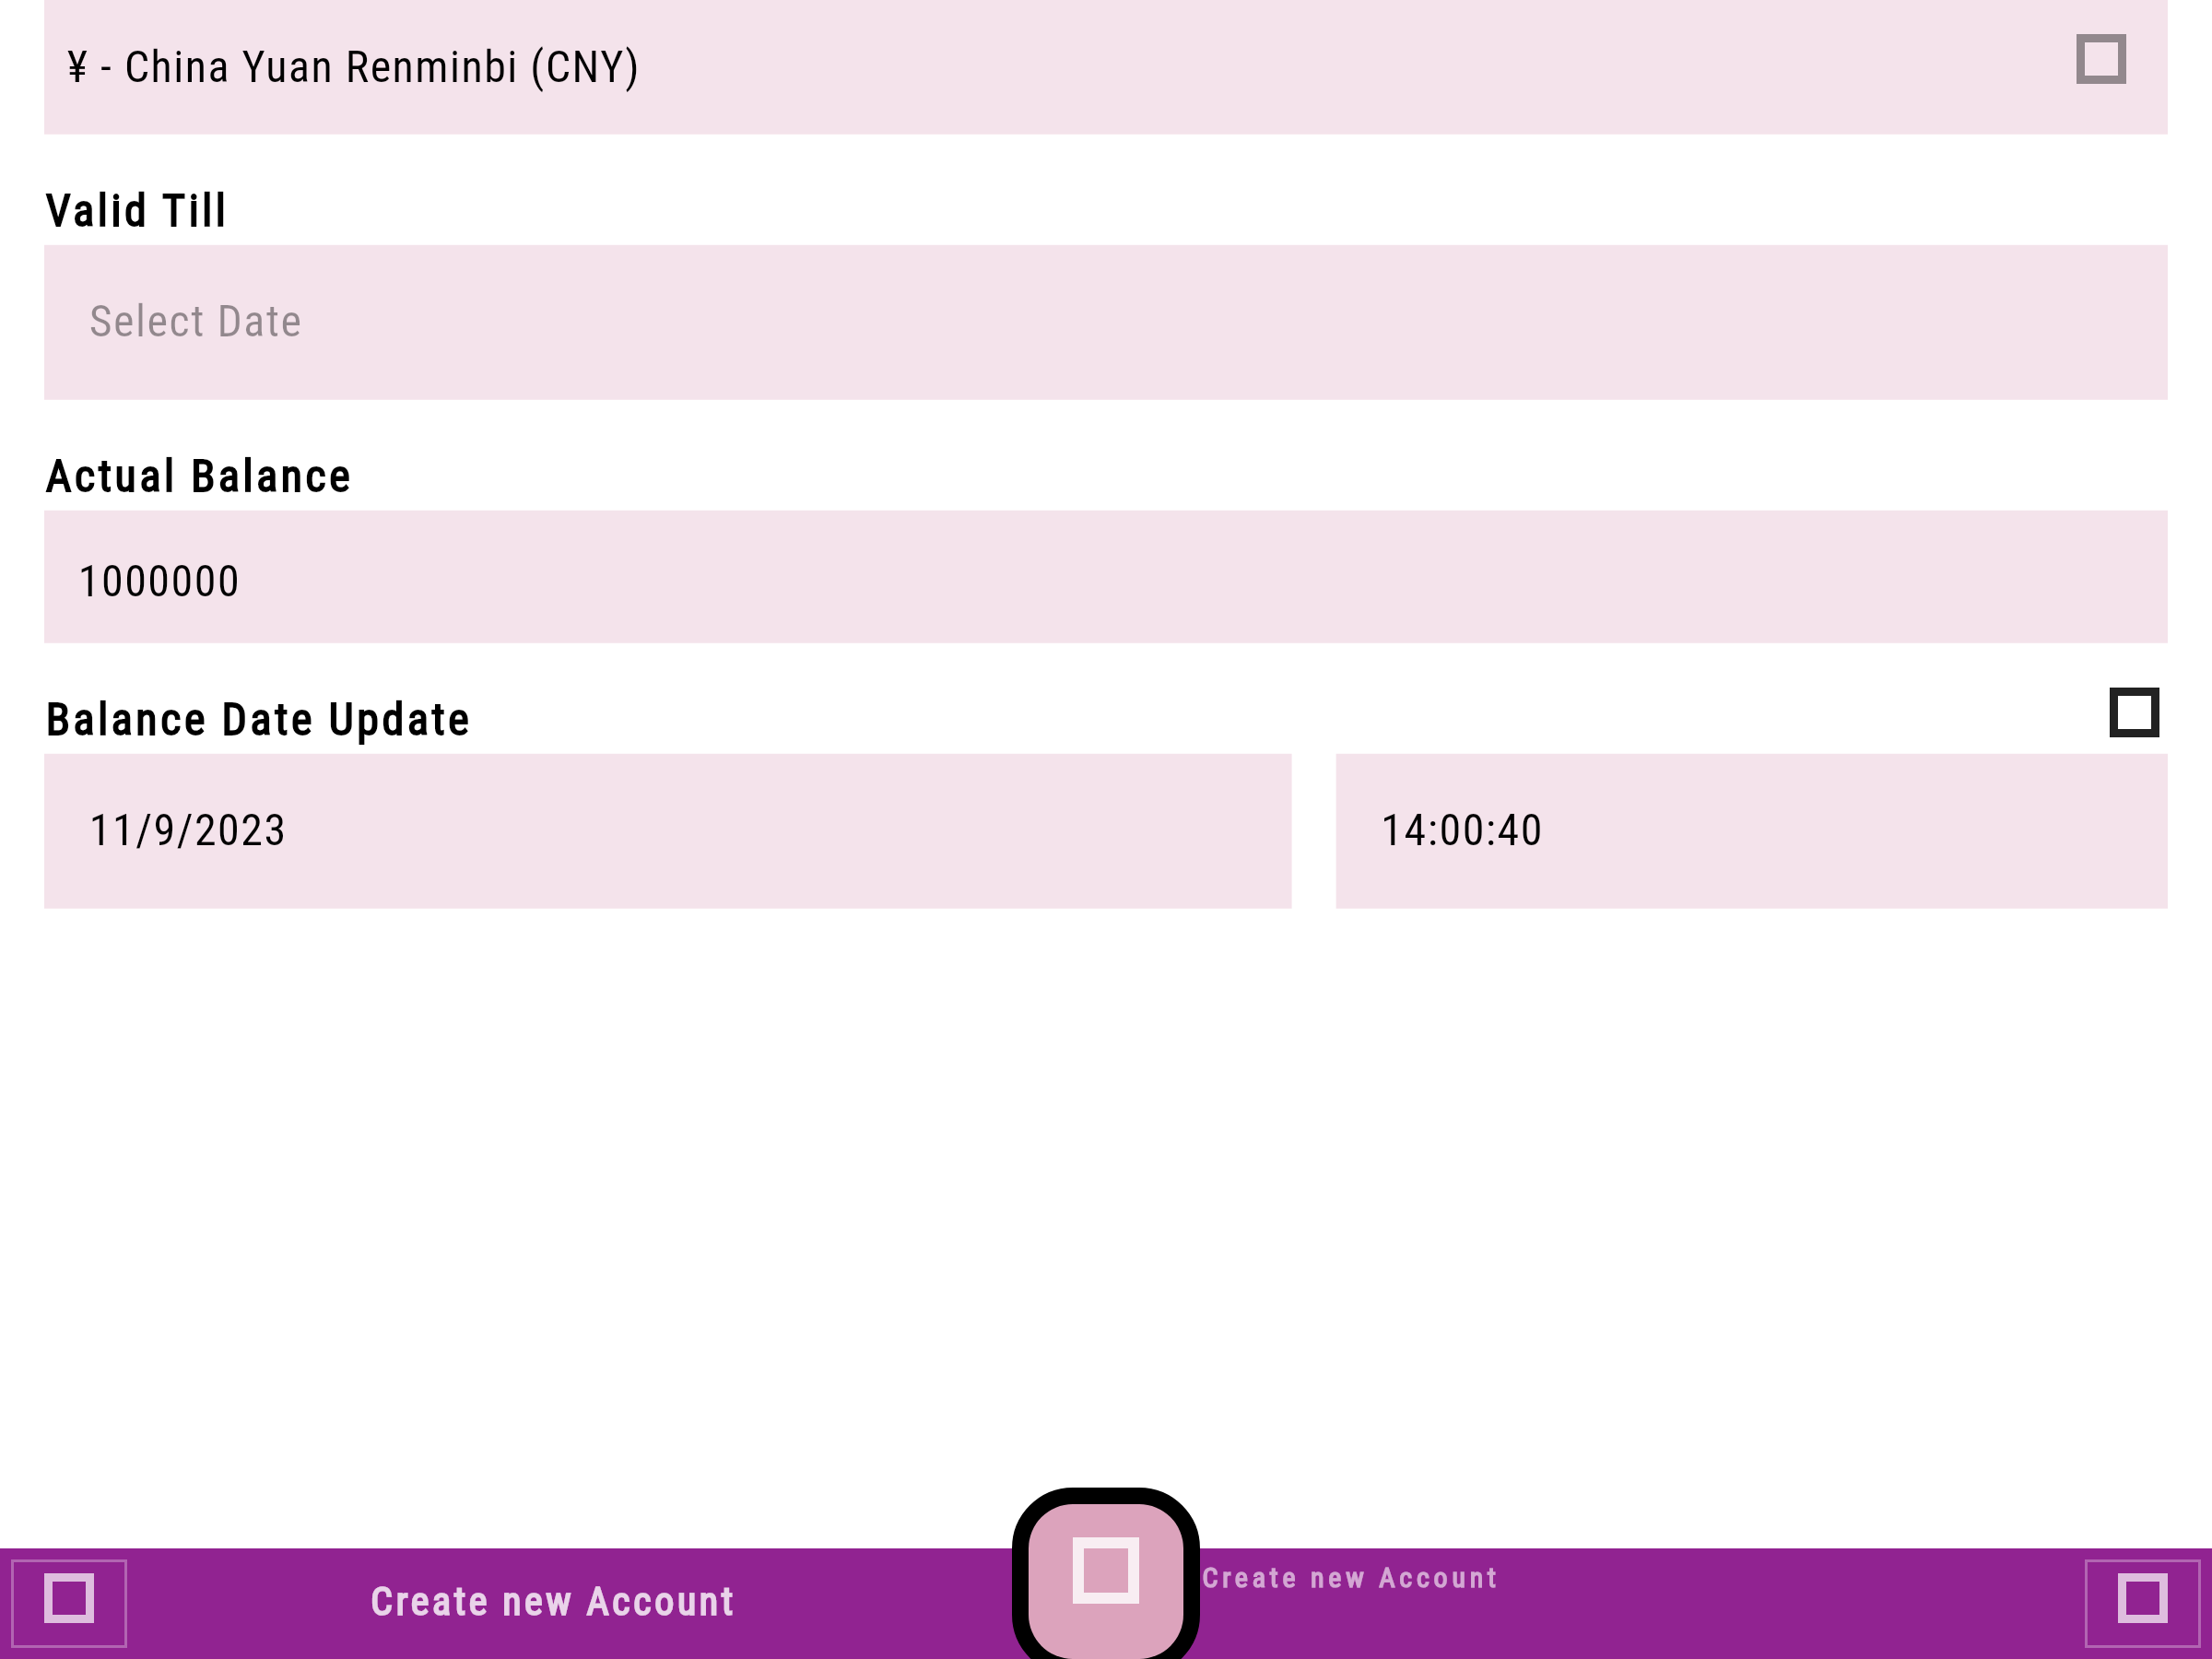 ¥ - China Yuan Renminbi (CNY)
Valid Till
Select Date
Actual Balance
1000000
Balance Date Update
11/9/2023
14:00:40
Create new Account
Create new Account